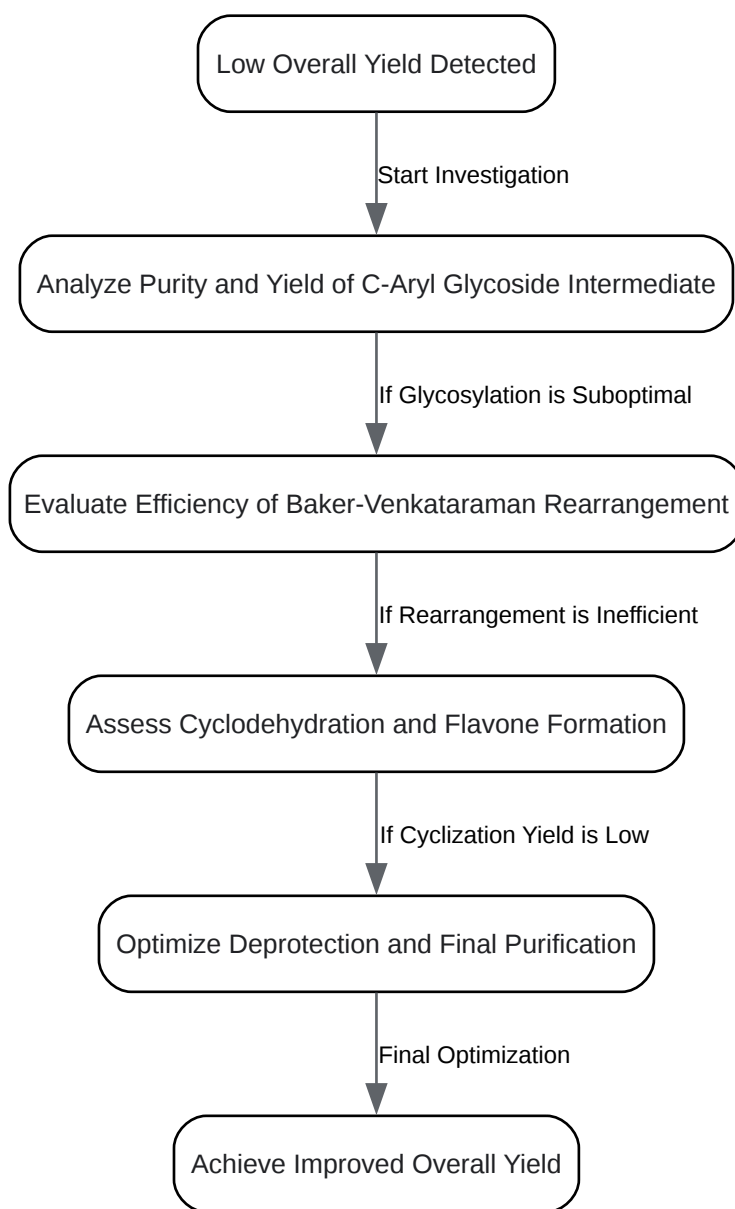 Low Overall Yield Detected
Start Investigation
Analyze Purity and Yield of C-Aryl Glycoside Intermediate
If Glycosylation is Suboptimal
Evaluate Efficiency of Baker-Venkataraman Rearrangement
If Rearrangement is Inefficient
Assess Cyclodehydration and Flavone Formation
If Cyclization Yield is Low
Optimize Deprotection and Final Purification
Final Optimization
Achieve Improved Overall Yield